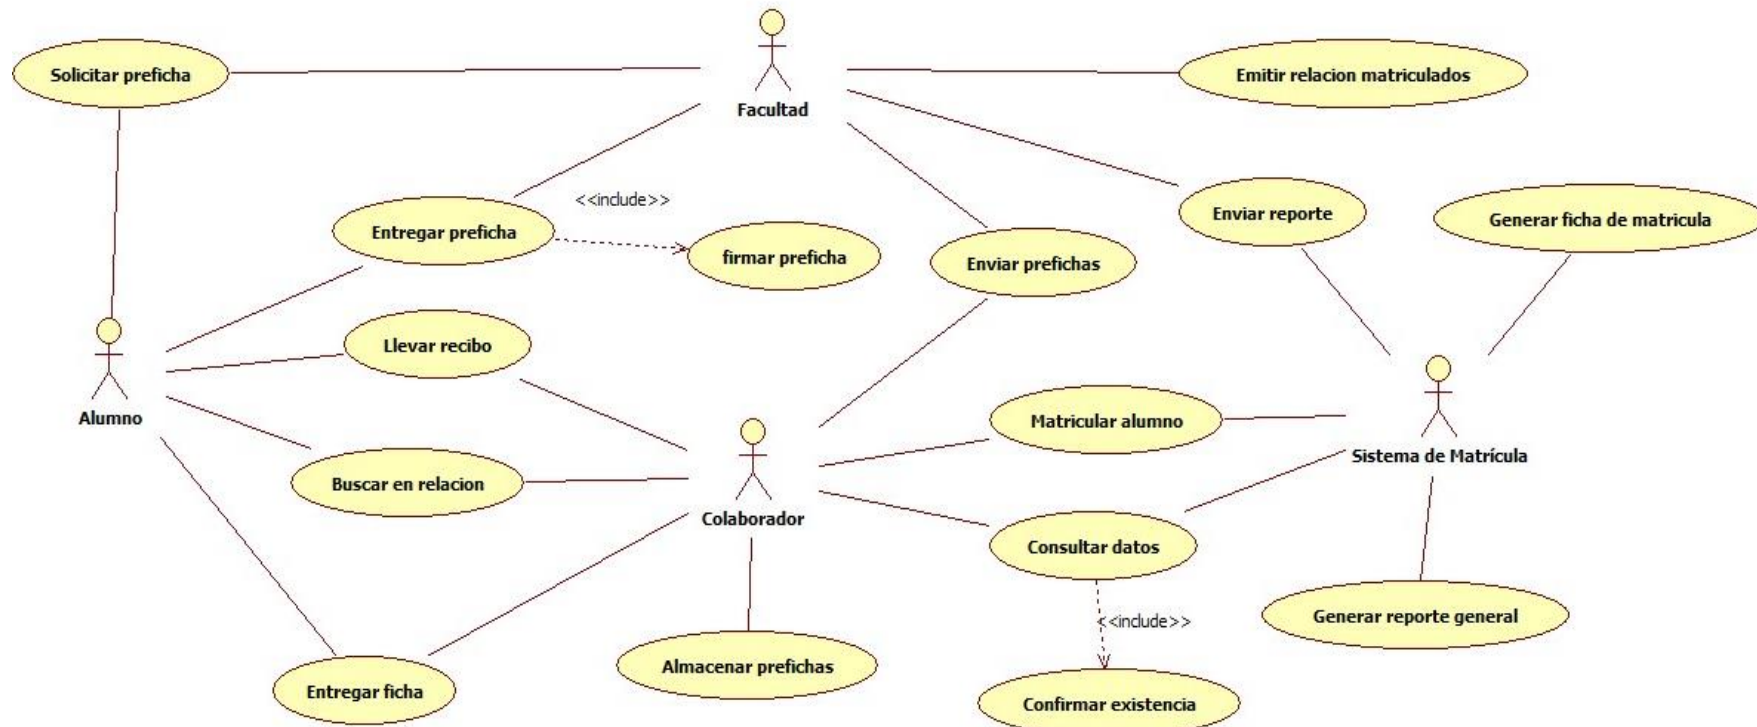 Solicitar preficha
Facultad
Emitir relacion matriculados
<<include>>
Entregar preficha
firmar preficha
Enviar prefichas
Enviar reporte
Generar ficha de matricula
Alumno
Llevar recibo
Buscar en relacion
Colaborador
Matricular alumno
Sistema de Matrícula
Consultar datos
<<include>>
Generar reporte general
Almacenar prefichas
Entregar ficha
Confirmar existencia